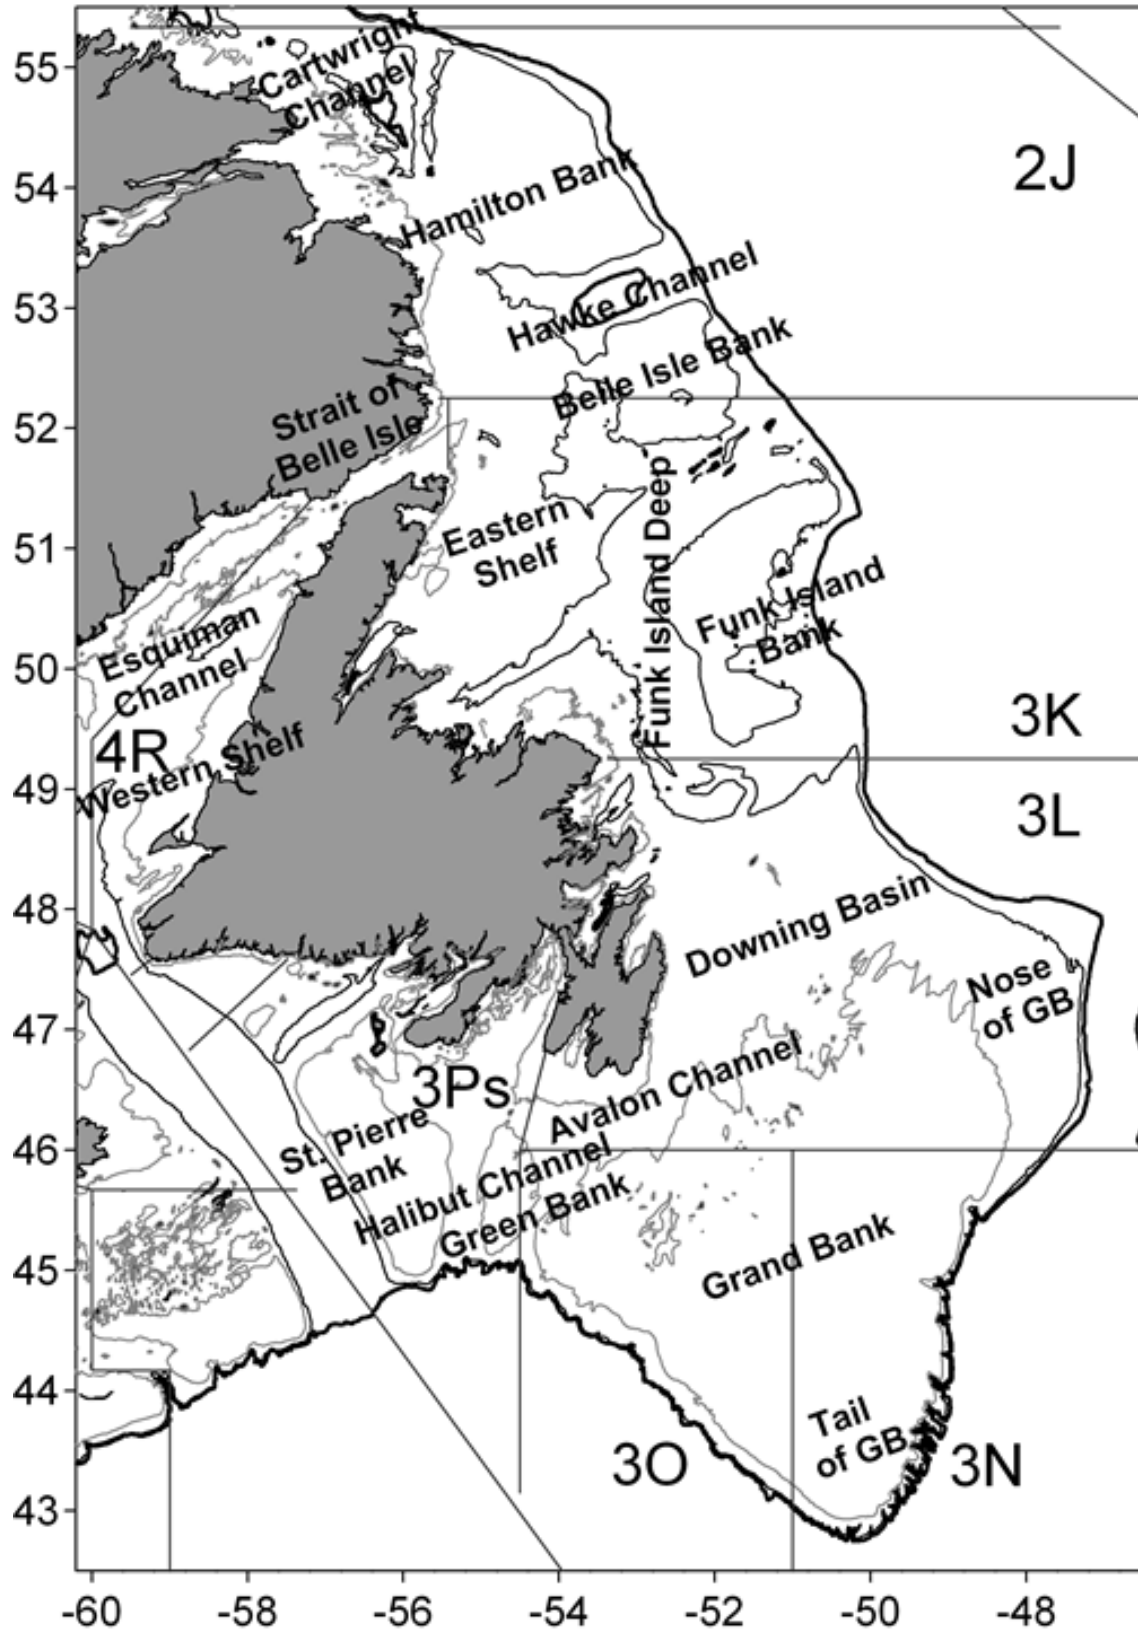 55
Cartwright
Channel
2J
54
Hamilton Bank
53
Hawke Channel
Belle Isle Bank
52
Strait of
Belle Isle
51
Eastern
Shelf
Funk Island Deep
Funk Island
Bank
50
Esquiman
Channel
3K
4R
Western Shelf
49
3L
48
Downing Basin
Nose
of GB
47
3Ps
Avalon Channel
46
St. Pierre
Bank
Halibut Channel
Green Bank
45
Grand Bank
44
Tail
of GB
3O
3N
43
-60 -58 -56 -54 -52 -50 -48